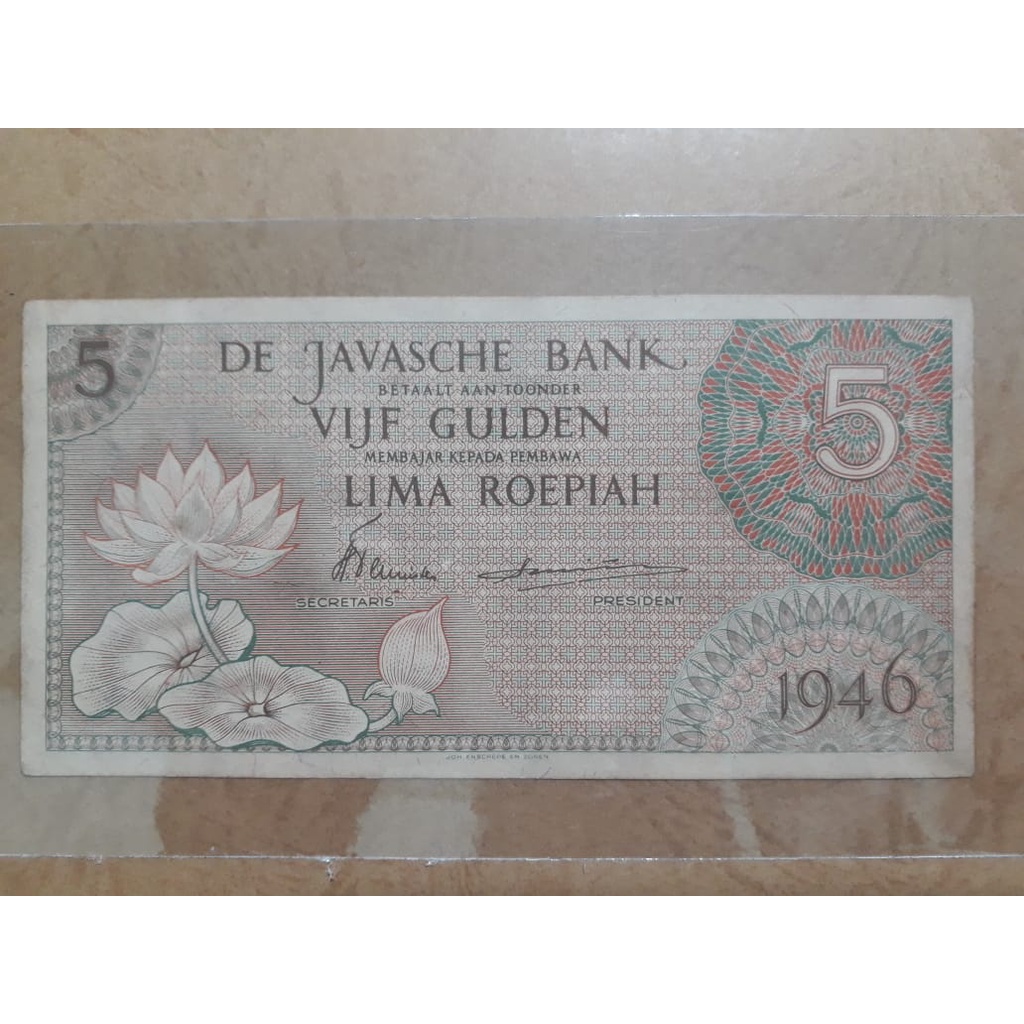 5
DE JAVASCHE BANK
BETAALT AAN TOONDER
VIJF GULDEN
MEMBAJAR KEPADA PEMBAWA
LIMA ROEPIAH
5
SECRETARIS
PRESIDENT
1946
JOH. ENSCHEDE EN ZONEN